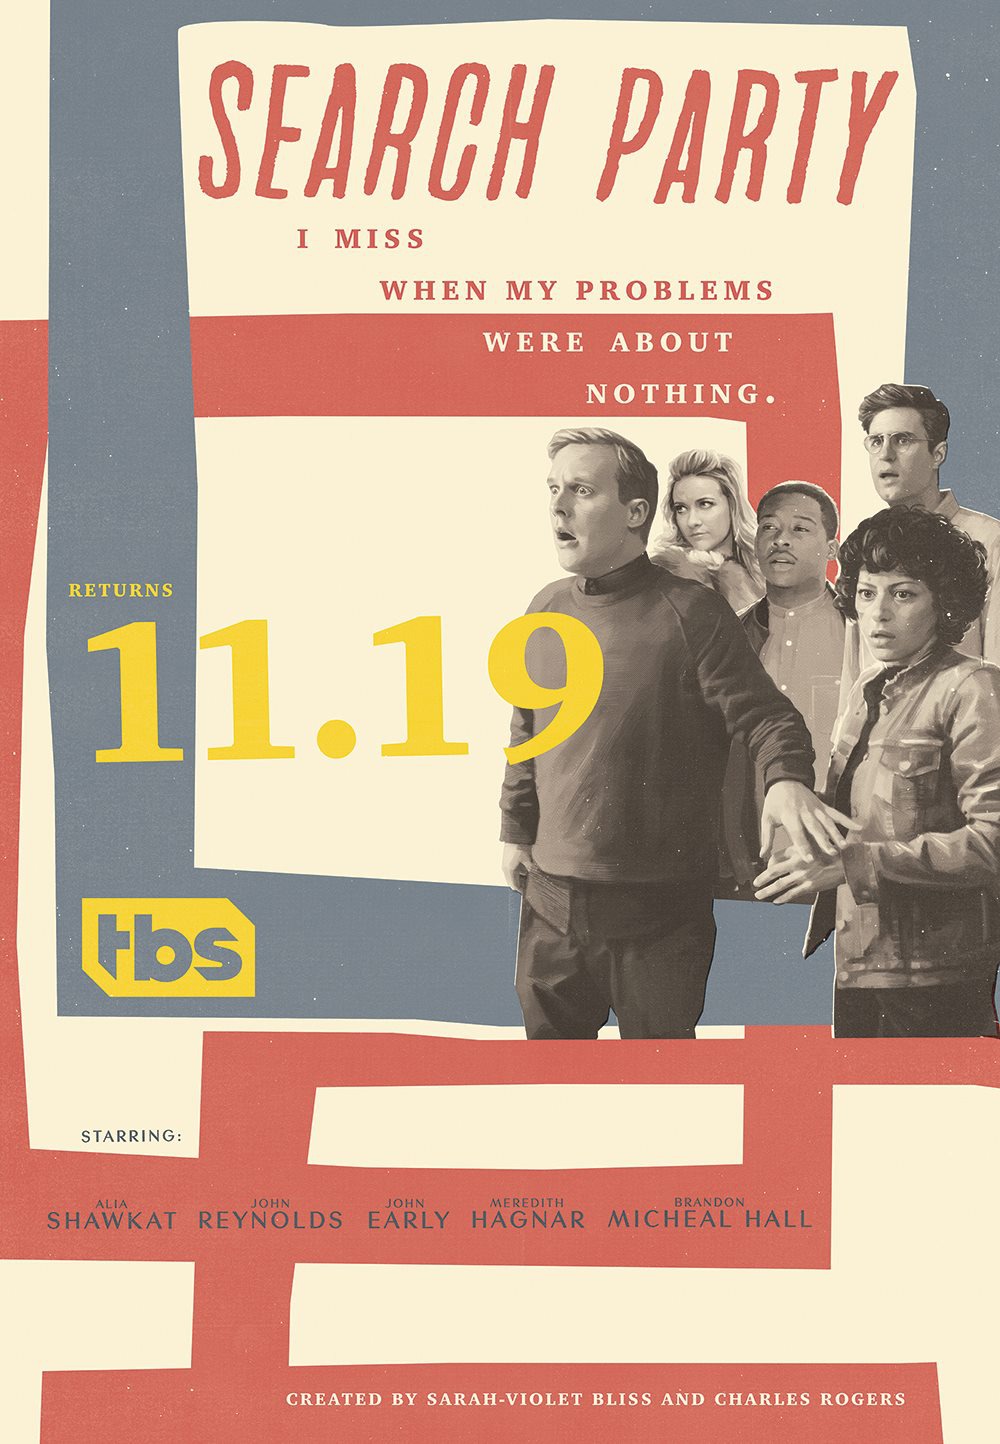 SEARCH PARTY
I MISS
WHEN MY PROBLEMS
WERE ABOUT
NOTHING.
RETURNS
11.19
tbs
STARRING:
ALIA SHAWKAT
JOHN REYNOLDS
JOHN EARLY
MEREDITH HAGNAR
BRANDON MICHEAL HALL
CREATED BY SARAH-VIOLET BLISS AND CHARLES ROGERS